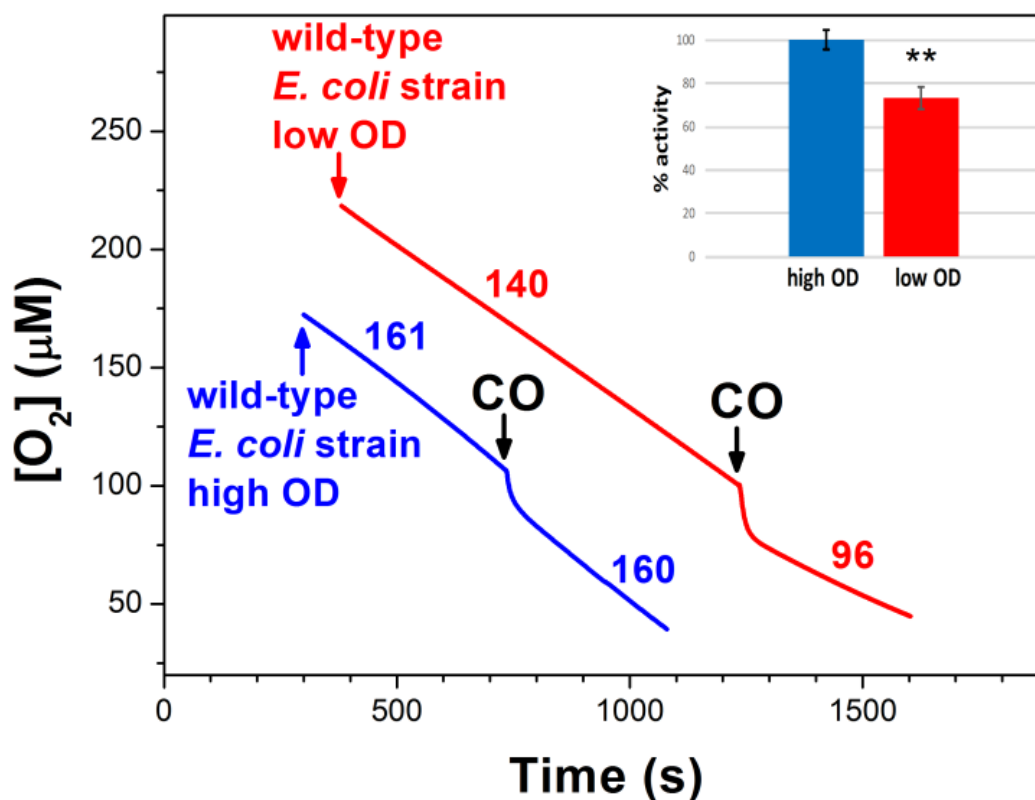 wild-type
E. coli strain
low OD
140
161
wild-type
E. coli strain
high OD
CO
CO
160
96
[O2] (μM)
250
200
150
100
50
0
500
1000
1500
Time (s)
% activity
100
80
60
40
20
0
**
high OD
low OD